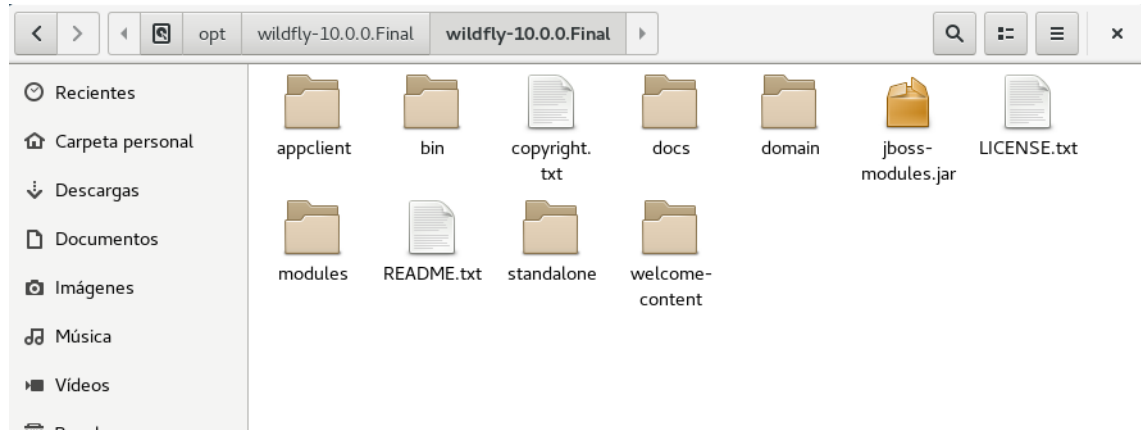 opt wildfly-10.0.0.Final wildfly-10.0.0.Final
Recientes
Carpeta personal
Descargas
Documentos
Imágenes
Música
Vídeos
appclient
bin
copyright.
txt
docs
domain
jboss-
modules.jar
LICENSE.txt
modules
README.txt
standalone
welcome-
content